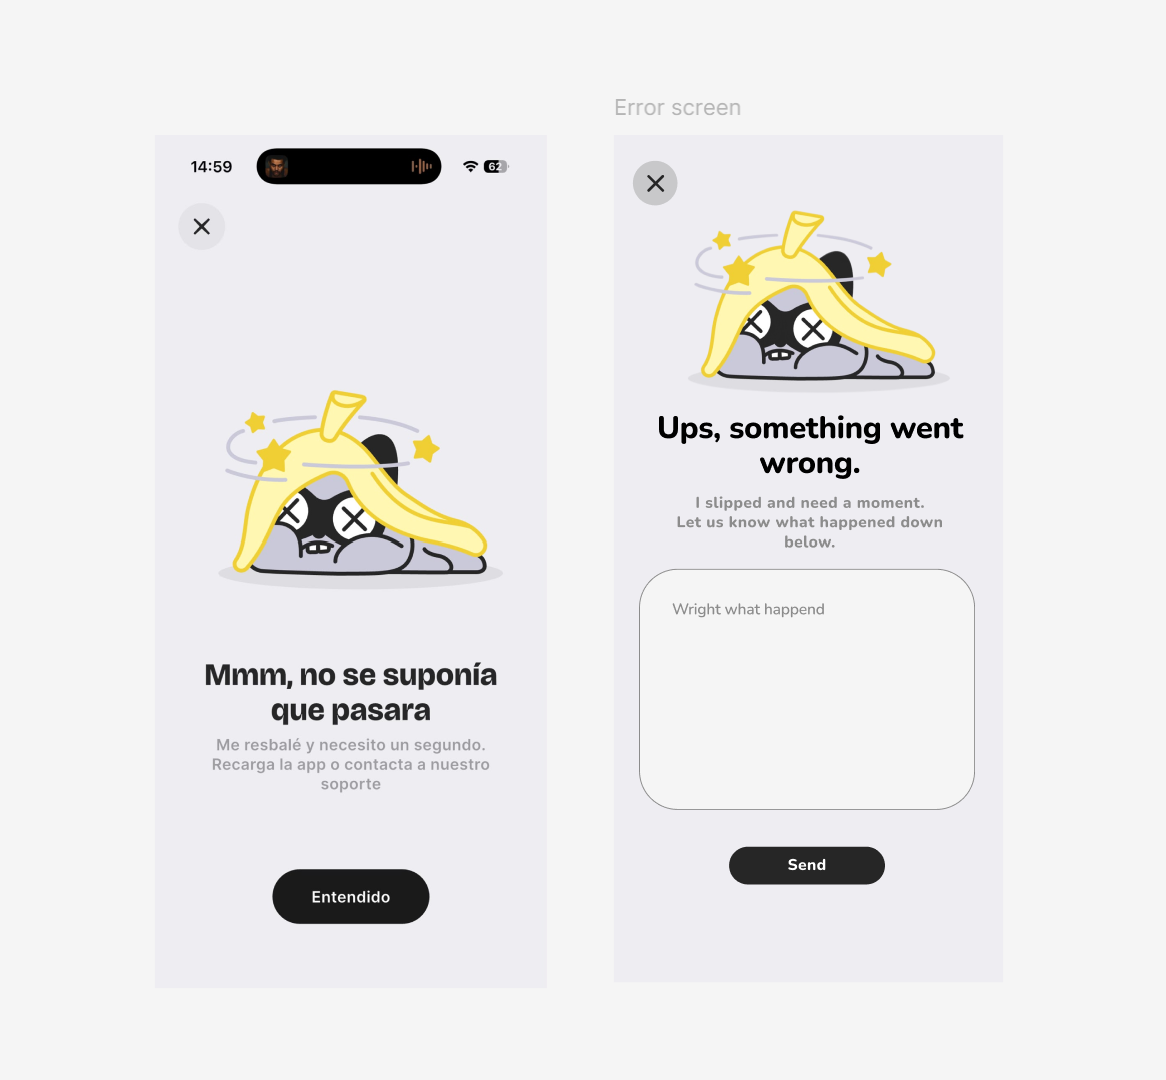 Error screen
14:59
62
Mmm, no se suponía
que pasara
Me resbalé y necesito un segundo.
Recarga la app o contacta a nuestro
soporte
Entendido
Ups, something went
wrong.
I slipped and need a moment.
Let us know what happened down
below.
Wright what happend
Send